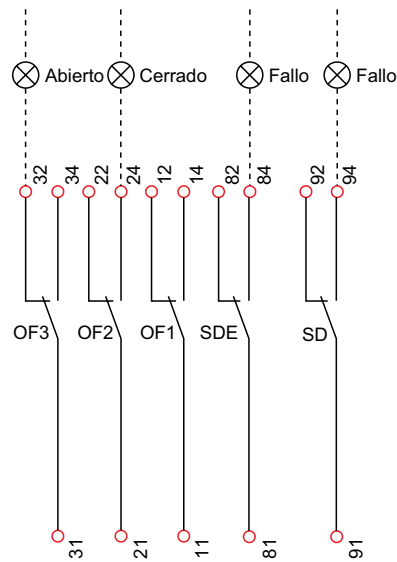 Abierto Cerrado Fallo Fallo
32 34 22 24 12 14 82 84 92 94
OF3 OF2 OF1 SDE SD
31 21 11 81 91